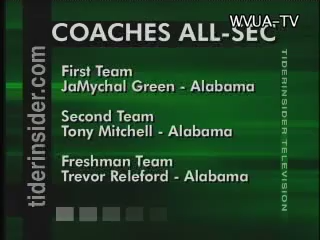 WVUA-TV
COACHES ALL-SEC
First Team
JaMychal Green - Alabama
Second Team
Tony Mitchell - Alabama
Freshman Team
Trevor Releford - Alabama
tiderinsider.com
TIDERINSIDER TELEVISION